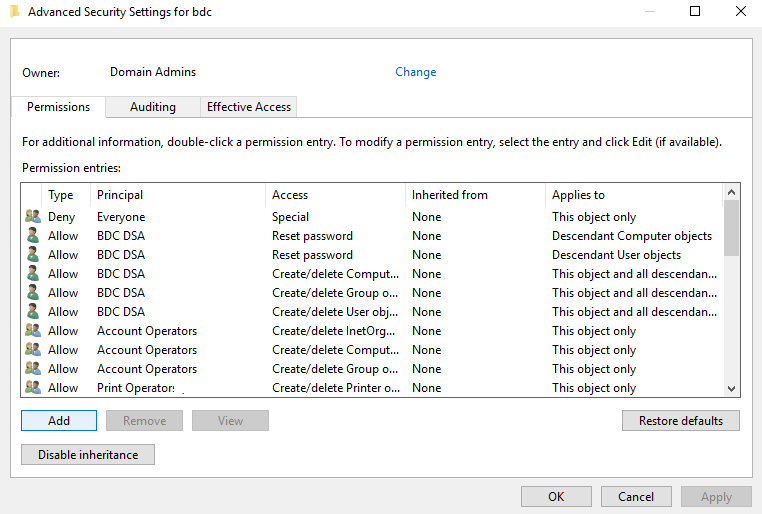 Advanced Security Settings for bdc
Owner: Domain Admins Change
Permissions Auditing Effective Access
For additional information, double-click a permission entry. To modify a permission entry, select the entry and click Edit (if available).
Permission entries:
Type Principal Access Inherited from Applies to
Deny Everyone Special None This object only
Allow BDC DSA Reset password None Descendant Computer objects
Allow BDC DSA Reset password None Descendant User objects
Allow BDC DSA Create/delete Comput... None This object and all descendan...
Allow BDC DSA Create/delete Group o... None This object and all descendan...
Allow BDC DSA Create/delete User obj... None This object and all descendan...
Allow Account Operators Create/delete InetOrg... None This object only
Allow Account Operators Create/delete Comput... None This object only
Allow Account Operators Create/delete Group o... None This object only
Allow Print Operators Create/delete Printer o... None This object only
Add Remove View Restore defaults
Disable inheritance
OK Cancel Apply